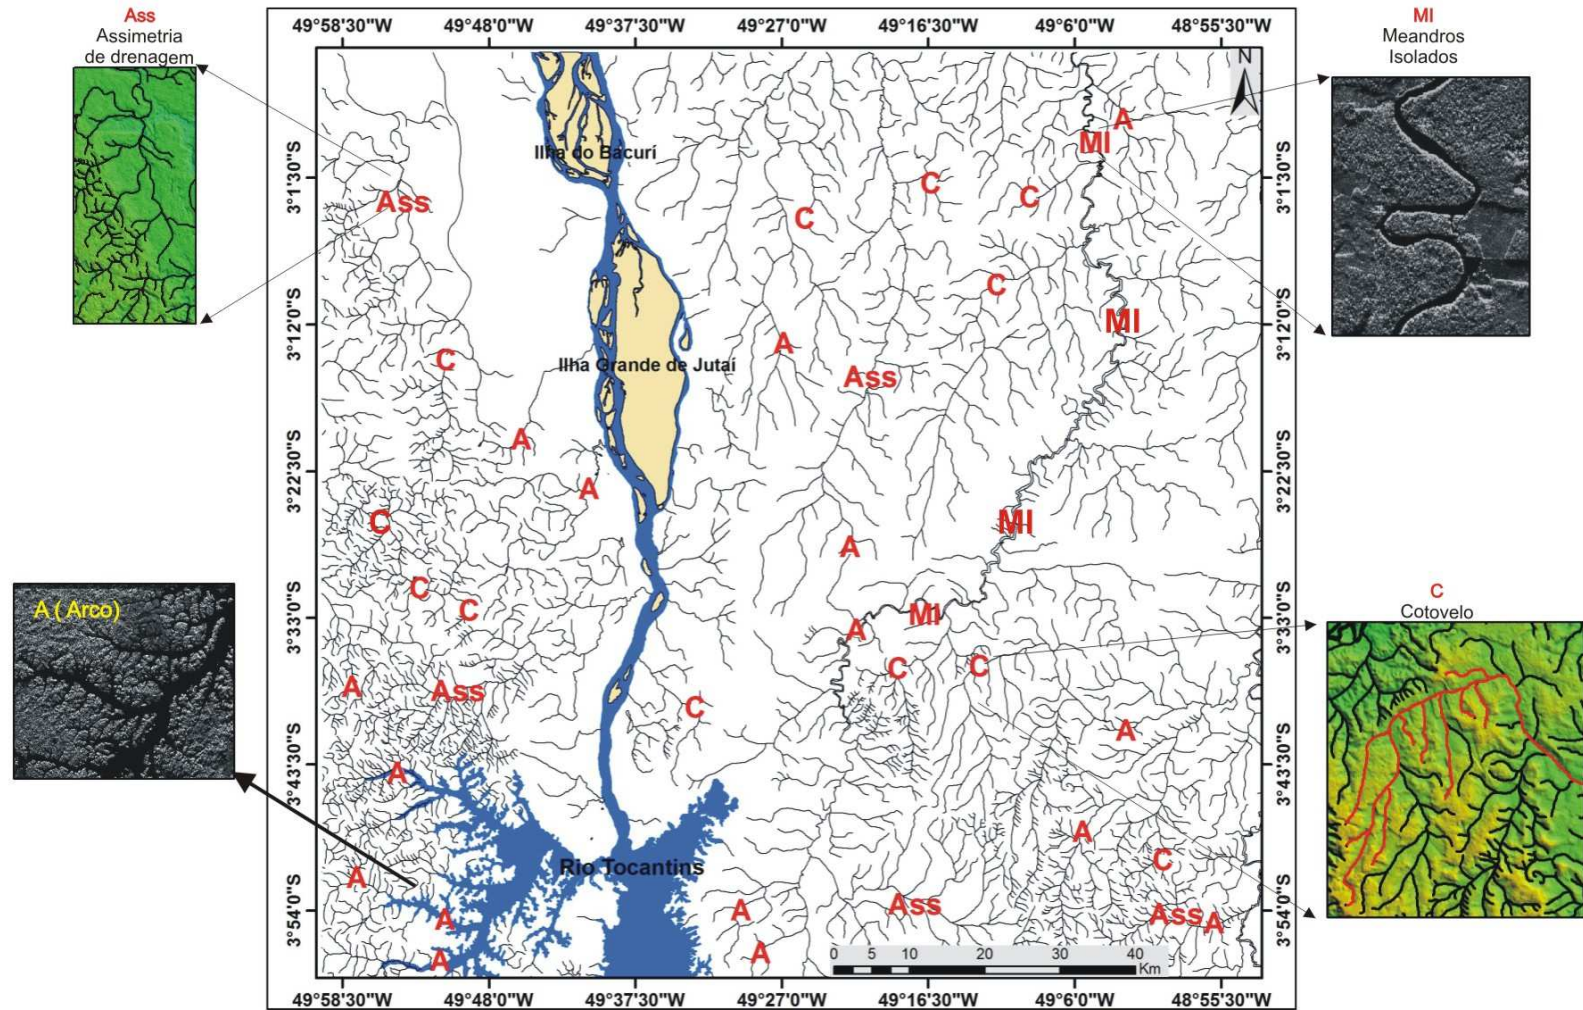 Ass
Assimetria
de drenagem
MI
Meandros
Isolados
49°58'30"W 49°48'0"W 49°37'30"W 49°27'0"W 49°16'30"W 49°6'0"W 48°55'30"W
N
A
MI
Ilha do Bacurí
3°1'30"S 3°1'30"S
C
C
Ass
C
C
3°12'0"S 3°12'0"S
MI
A
C
Ilha Grande de Jutaí
Ass
A
3°22'30"S 3°22'30"S
A
C
MI
A
A (Arco)
C
C
3°33'0"S 3°33'0"S
MI
A
C
Cotovelo
C
C
A
Ass
C
A
3°43'30"S 3°43'30"S
A
A
C
Rio Tocantins
A
3°54'0"S 3°54'0"S
Ass
A
Ass
A
A
A
A
0 5 10 20 30 40
Km
49°58'30"W 49°48'0"W 49°37'30"W 49°27'0"W 49°16'30"W 49°6'0"W 48°55'30"W